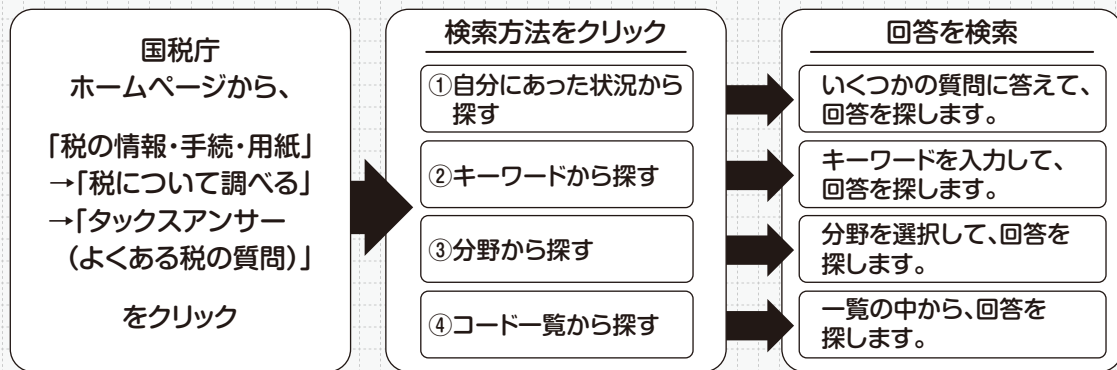 国税庁
ホームページから、
「税の情報・手続・用紙」
→「税について調べる」
→「タックスアンサー
（よくある税の質問）」
をクリック
検索方法をクリック
①自分にあった状況から
探す
②キーワードから探す
③分野から探す
④コード一覧から探す
回答を検索
いくつかの質問に答えて、
回答を探します。
キーワードを入力して、
回答を探します。
分野を選択して、回答を
探します。
一覧の中から、回答を
探します。